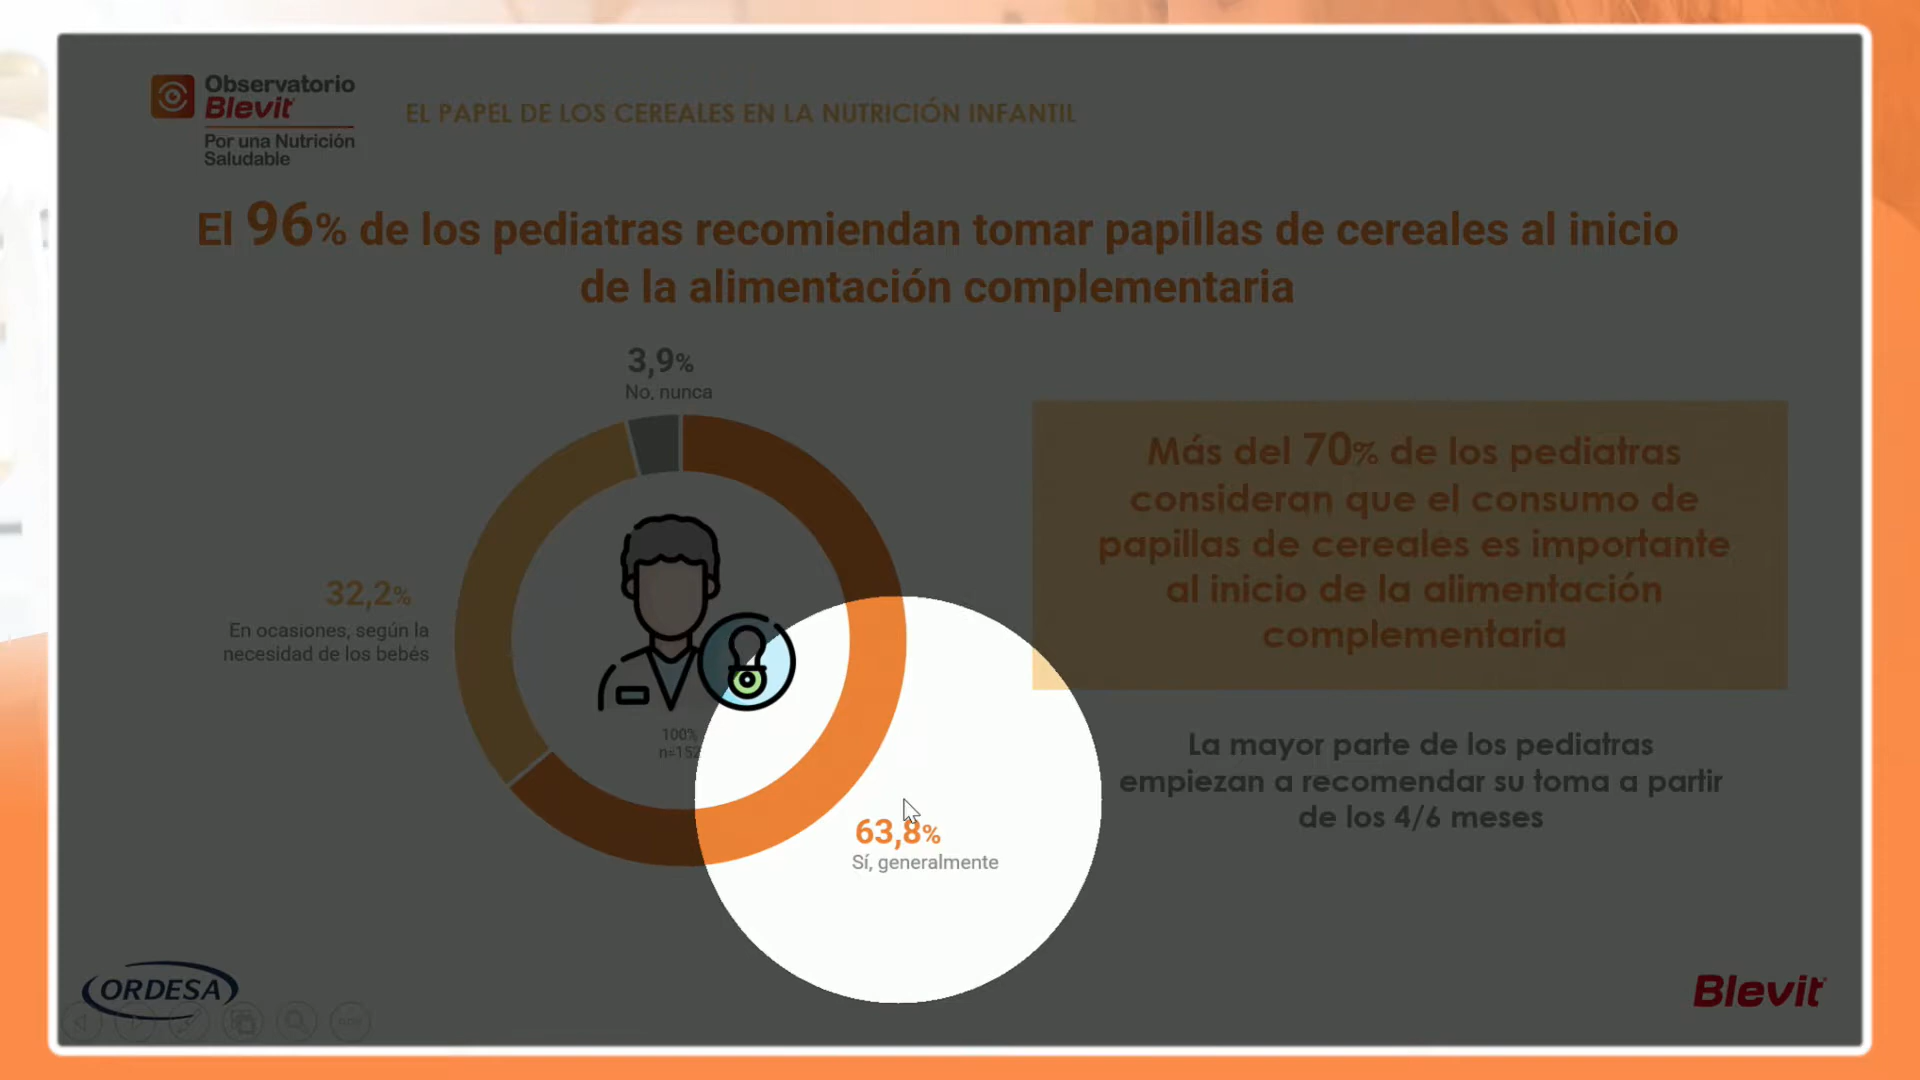 Observatorio
Blevit
Por una Nutrición
Saludable
EL PAPEL DE LOS CEREALES EN LA NUTRICIÓN INFANTIL
El 96% de los pediatras recomiendan tomar papillas de cereales al inicio
de la alimentación complementaria
3,9%
No, nunca
32,2%
En ocasiones, según la
necesidad de los bebés
100%
n=152
63,8%
Sí, generalmente
Más del 70% de los pediatras
consideran que el consumo de
papillas de cereales es importante
al inicio de la alimentación
complementaria
La mayor parte de los pediatras
empiezan a recomendar su toma a partir
de los 4/6 meses
ORDESA
Blevit